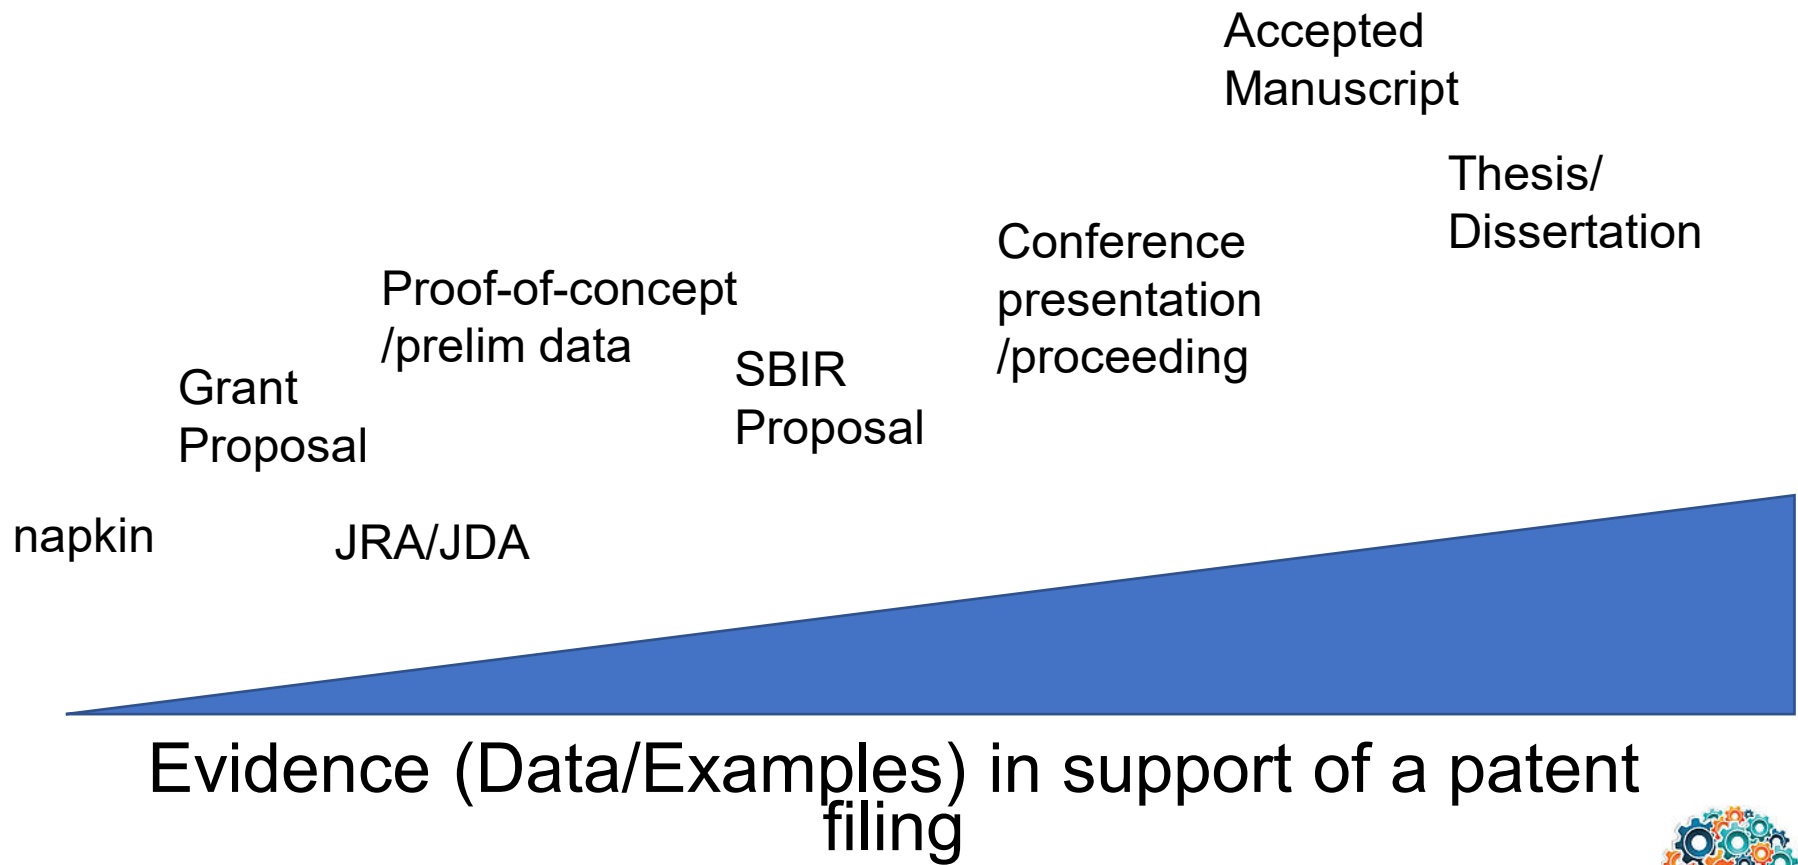 Accepted
Manuscript
Thesis/
Dissertation
Conference
presentation
/proceeding
Proof-of-concept
/prelim data
SBIR
Proposal
Grant
Proposal
napkin
JRA/JDA
Evidence (Data/Examples) in support of a patent
filing